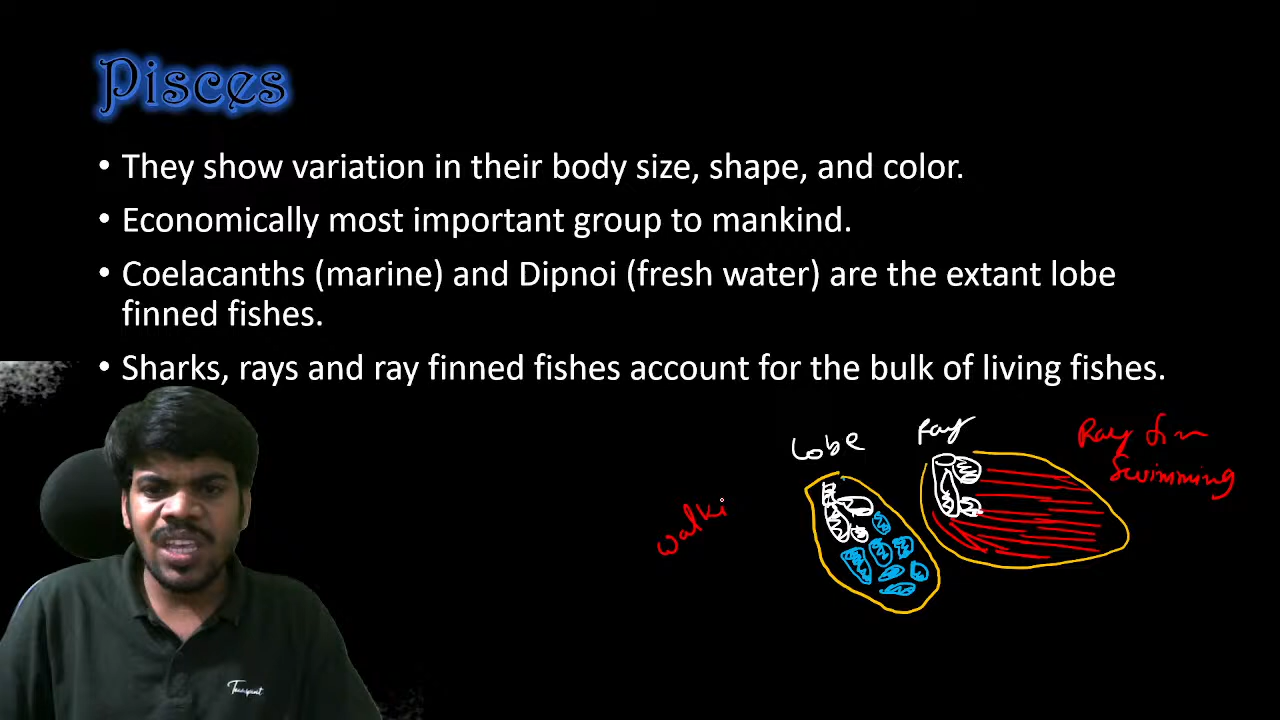 Pisces
• They show variation in their body size, shape, and color.
• Economically most important group to mankind.
• Coelacanths (marine) and Dipnoi (fresh water) are the extant lobe
finned fishes.
• Sharks, rays and ray finned fishes account for the bulk of living fishes.
Lobe
Ray
Ray fin
Swimming
walki